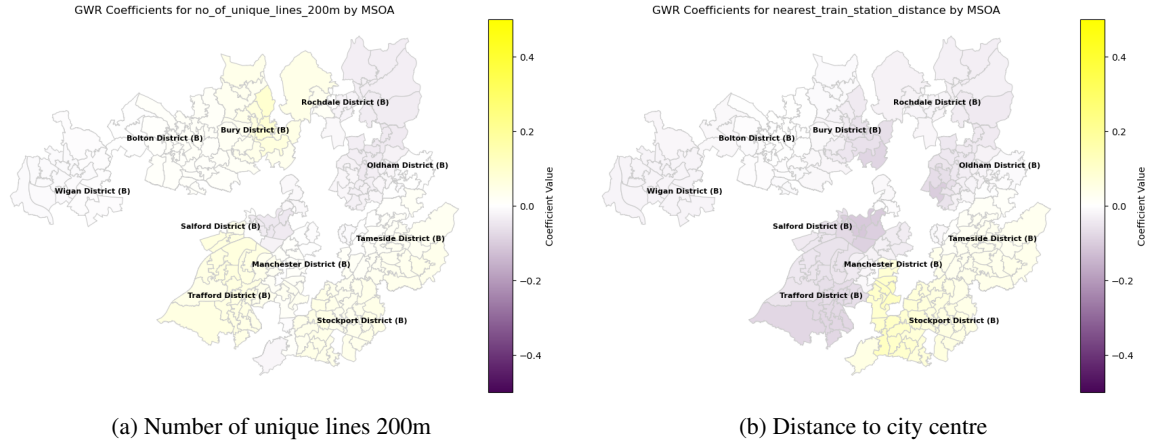 GWR Coefficients for no_of_unique_lines_200m by MSOA
Rochdale District (B)
Bury District (B)
Bolton District (B)
Oldham District (B)
Wigan District (B)
Salford District (B)
Tameside District (B)
Manchester District (B)
Trafford District (B)
Stockport District (B)
0.4
0.2
0.0
−0.2
−0.4
Coefficient Value
(a) Number of unique lines 200m
GWR Coefficients for nearest_train_station_distance by MSOA
Rochdale District (B)
Bury District (B)
Bolton District (B)
Oldham District (B)
Wigan District (B)
Salford District (B)
Tameside District (B)
Manchester District (B)
Trafford District (B)
Stockport District (B)
0.4
0.2
0.0
−0.2
−0.4
Coefficient Value
(b) Distance to city centre